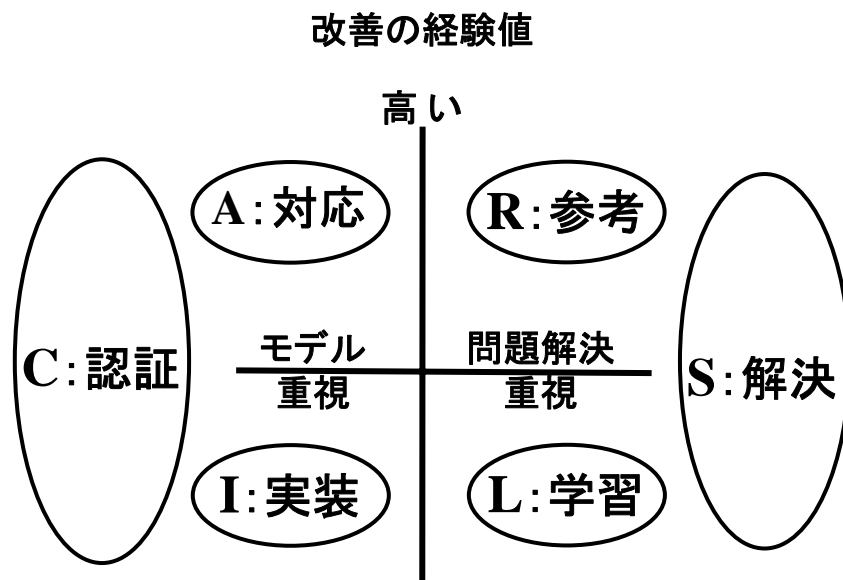 改善の経験値
高い
A:対応
R:参考
モデル
重視
問題解決
重視
C:認証
S:解決
I:実装
L:学習